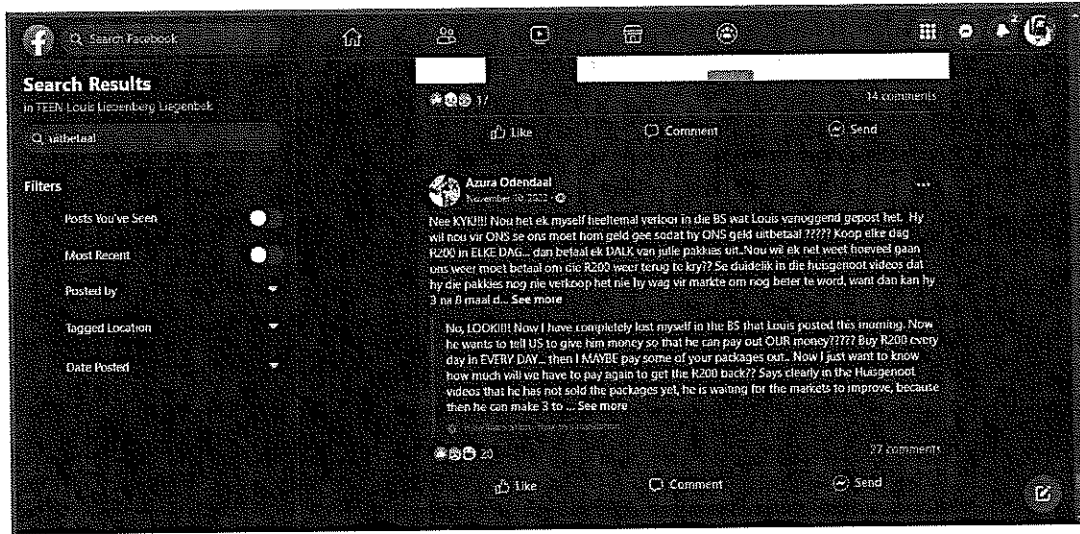 Search Facebook
2
Search Results
in TEEN Louis Liebenberg Liegenbek
uitbetaal
Filters
Posts You've Seen
Most Recent
Posted by
Tagged Location
Date Posted
17
14 comments
Like Comment Send
Azura Odendaal
Nee KYK!!!! Nou het ek myself heeltemal verloor in die BS wat Louis vanoggend gepost het. Hy
wil nou vir ONS se ons moet hom geld gee sodat hy ONS geld uitbetaal ????? Koop elke dag
R200 in ELKE DAG... dan betaal ek DALK van julle pakkies uit..Nou wil ek net weet hoeveel gaan
ons weer moet betaal om die R200 weer terug te kry?? Se duidelik in die huisgenoot videos dat
hy die pakkies nog nie verkoop het nie hy wag vir markte om nog beter te word, want dan kan hy
3 na 8 maal d... See more
No, LOOK!!!! Now I have completely lost myself in the BS that Louis posted this morning. Now
he wants to tell US to give him money so that he can pay out OUR money????? Buy R200 every
day in EVERY DAY... then I MAYBE pay some of your packages out.. Now I just want to know
how much will we have to pay again to get the R200 back?? Says clearly in the Huisgenoot
videos that he has not sold the packages yet, he is waiting for the markets to improve, because
then he can make 3 to ... See more
20
27 comments
Like Comment Send